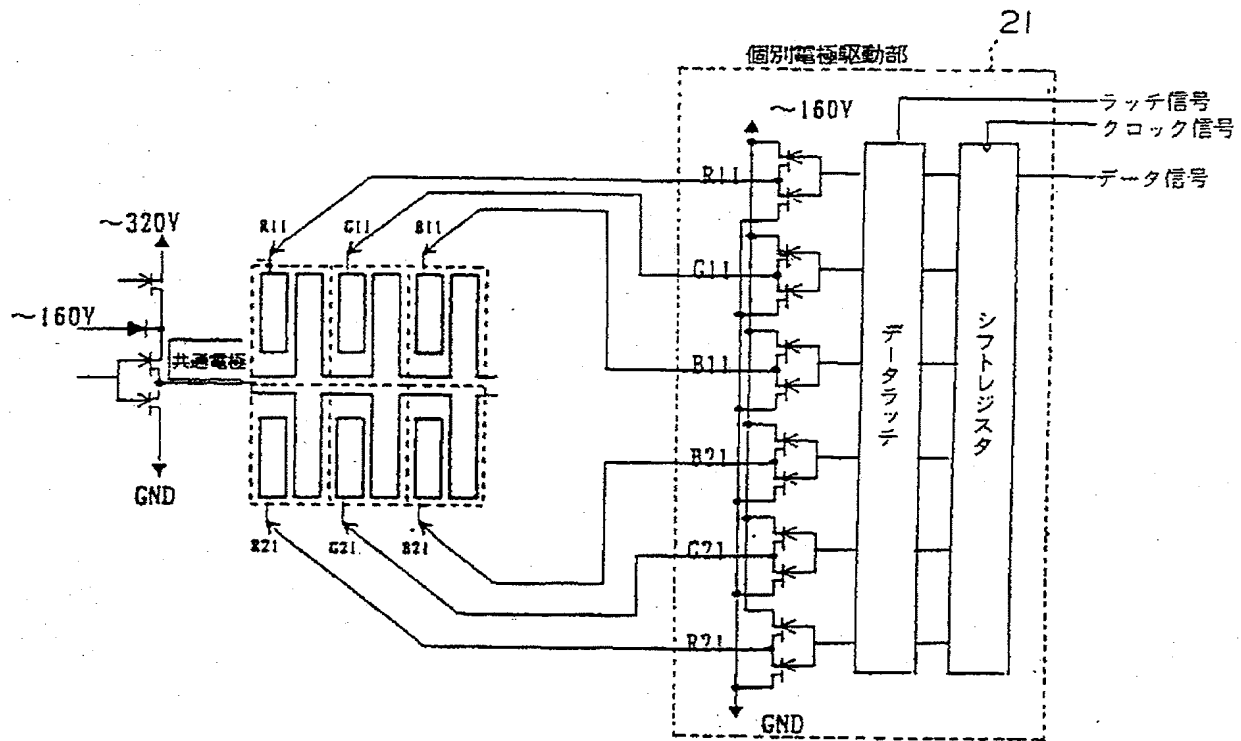 21
個別電極駆動部
~160V
ラッチ信号
クロック信号
データ信号
R11
~320V
R11
G11
B11
G11
~160V
共通電極
B11
データラッチ
シフトレジスタ
B21
GND
R21
G21
B21
G21
R21
GND